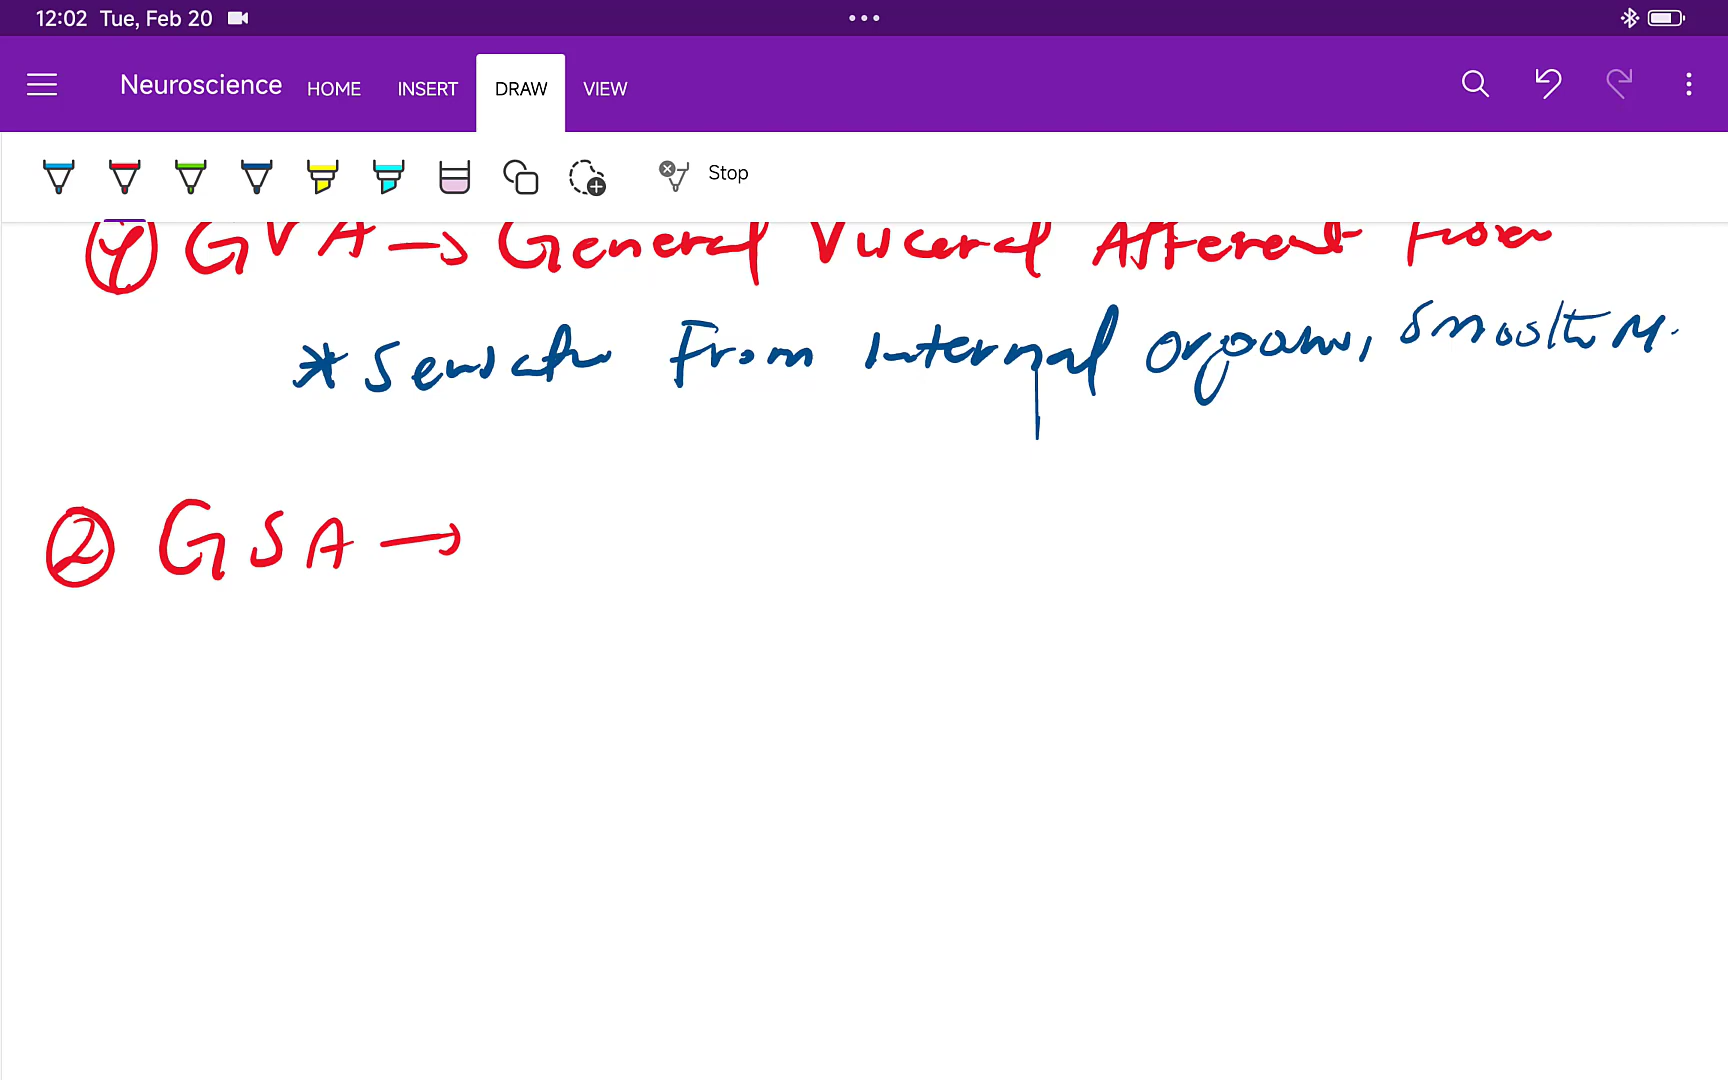 12:02 Tue, Feb 20
Neuroscience HOME INSERT DRAW VIEW
Stop
GVA → General Visceral Afferent Fiber
* Sensation From Internal Organs, Smooth M.
② GSA →